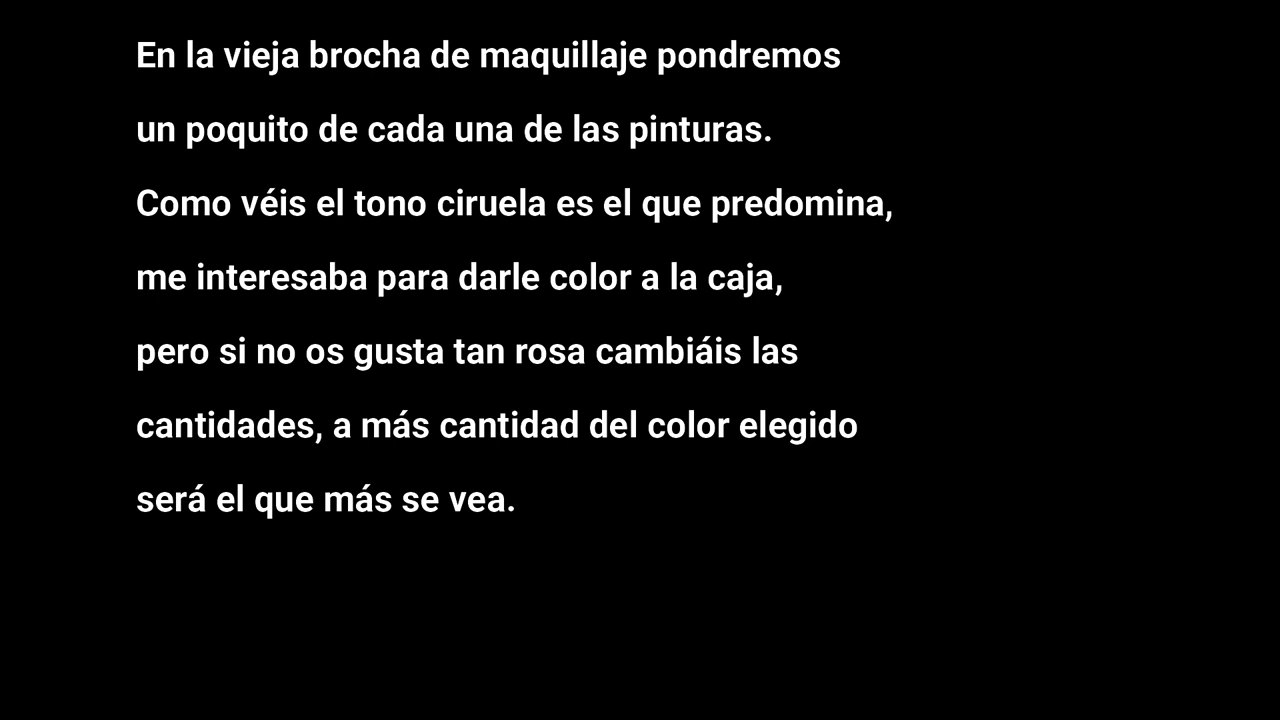 En la vieja brocha de maquillaje pondremos
un poquito de cada una de las pinturas.
Como véis el tono ciruela es el que predomina,
me interesaba para darle color a la caja,
pero si no os gusta tan rosa cambiáis las
cantidades, a más cantidad del color elegido
será el que más se vea.